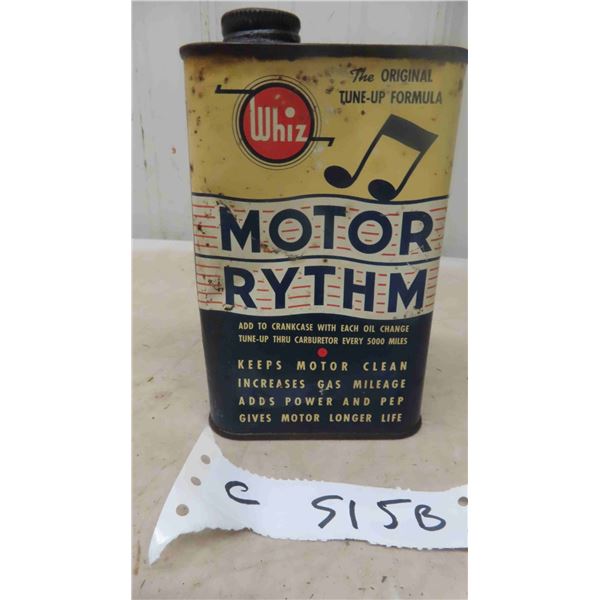 The ORIGINAL
TUNE-UP FORMULA
Whiz
MOTOR
RYTHM
ADD TO CRANKCASE WITH EACH OIL CHANGE
TUNE-UP THRU CARBURETOR EVERY 5000 MILES
KEEPS MOTOR CLEAN
INCREASES GAS MILEAGE
ADDS POWER AND PEP
GIVES MOTOR LONGER LIFE
C 515B